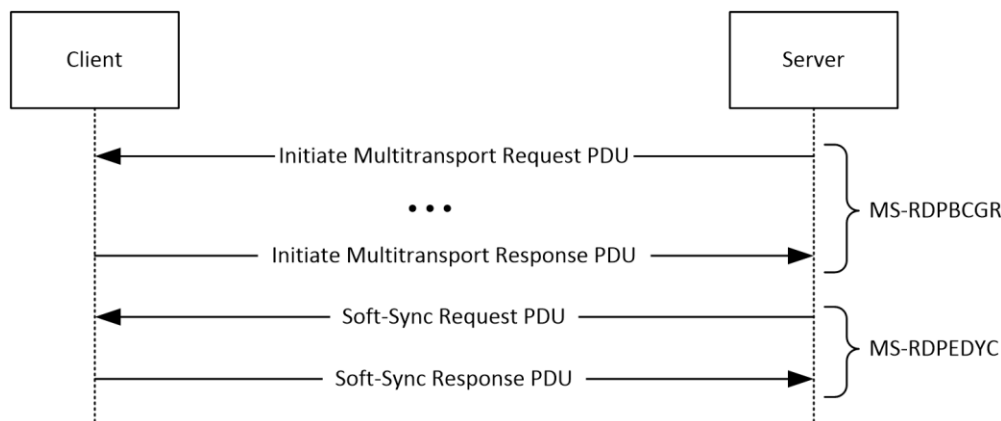 Client
Server
Initiate Multitransport Request PDU
MS-RDPBCGR
Initiate Multitransport Response PDU
Soft-Sync Request PDU
MS-RDPEDYC
Soft-Sync Response PDU